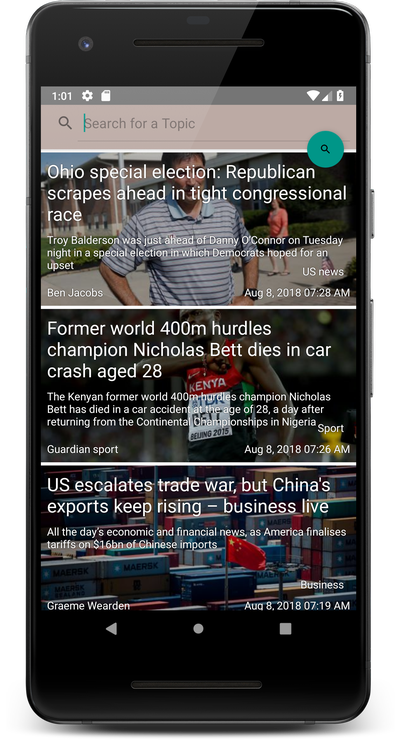 1:01
Search for a Topic
Ohio special election: Republican
scrapes ahead in tight congressional
race
Troy Balderson was just ahead of Danny O'Connor on Tuesday
night in a special election in which Democrats hoped for an
upset
US news
Ben Jacobs
Aug 8, 2018 07:28 AM
Former world 400m hurdles
champion Nicholas Bett dies in car
crash aged 28
KENYA
The Kenyan former world 400m hurdles champion Nicholas
Bett has died in a car accident at the age of 28, a day after
returning from the Continental Championships in Nigeria
Sport
BEIJING 2015
Guardian sport
Aug 8, 2018 07:26 AM
US escalates trade war, but China's
exports keep rising – business live
All the day's economic and financial news, as America finalises
tariffs on $16bn of Chinese imports
MAERSK
MAERSK
MAERSK
Business
Graeme Wearden
Aug 8, 2018 07:19 AM